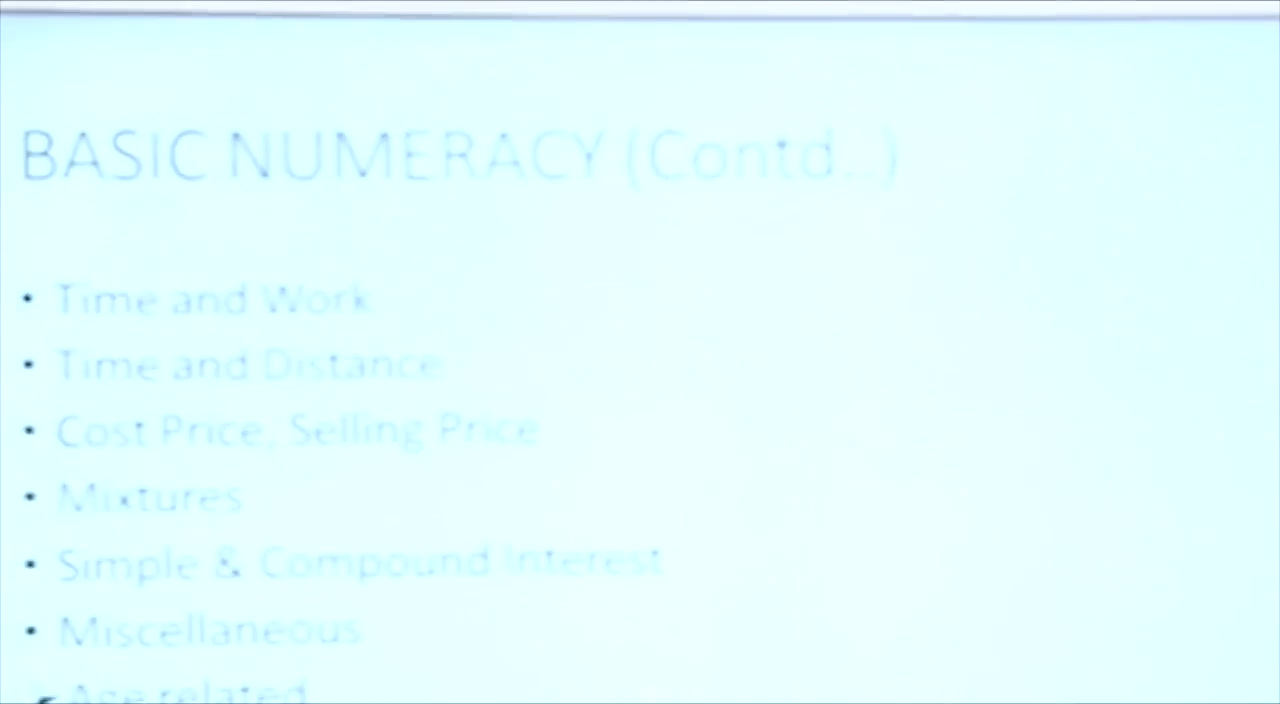 BASIC NUMERACY (Contd...)
• Time and Work
• Time and Distance
• Cost Price, Selling Price
• Mixtures
• Simple & Compound Interest
• Miscellaneous
Age related